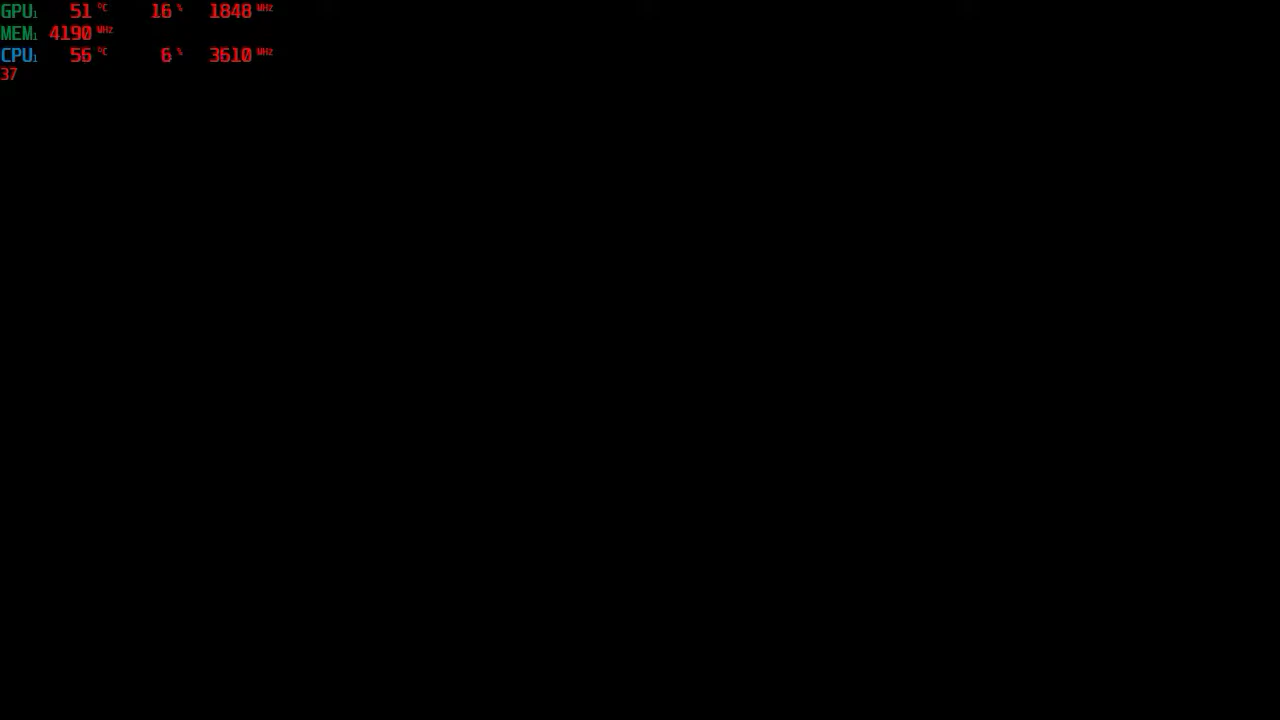 GPU1 51 °C 16 % 1848 MHz
MEM1 4190 MHz
CPU1 56 °C 6 % 3610 MHz
37